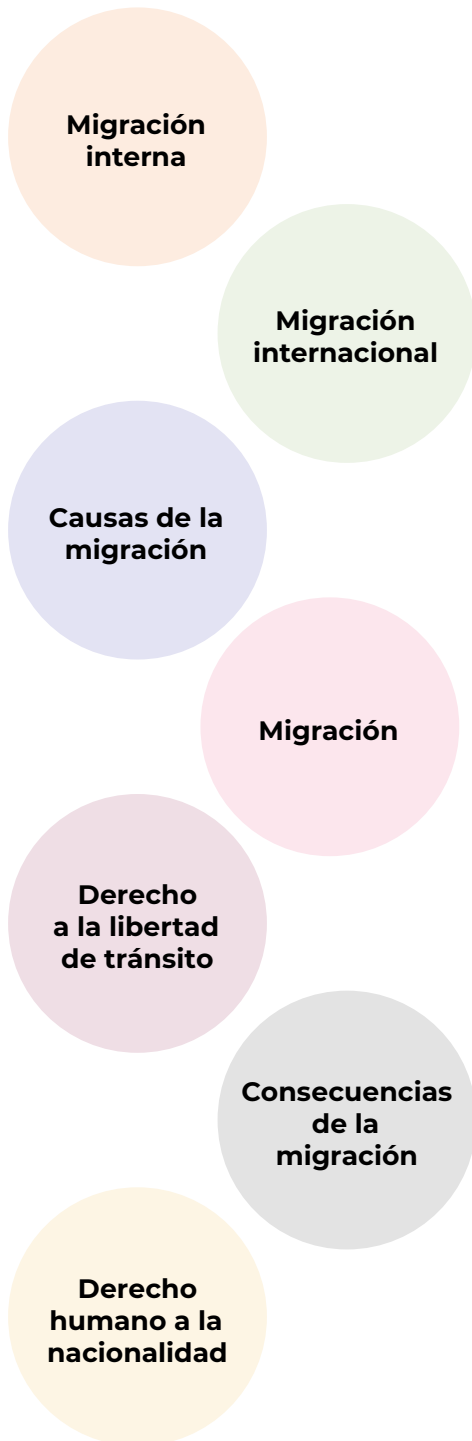 Migración
interna
Migración
internacional
Causas de la
migración
Migración
Derecho
a la libertad
de tránsito
Consecuencias
de la
migración
Derecho
humano a la
nacionalidad